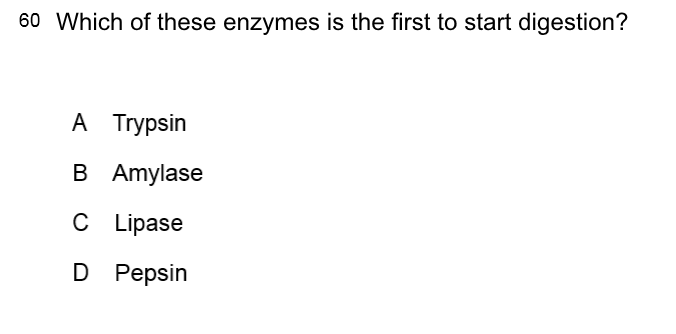 60 Which of these enzymes is the first to start digestion?
A Trypsin
B Amylase
C Lipase
D Pepsin